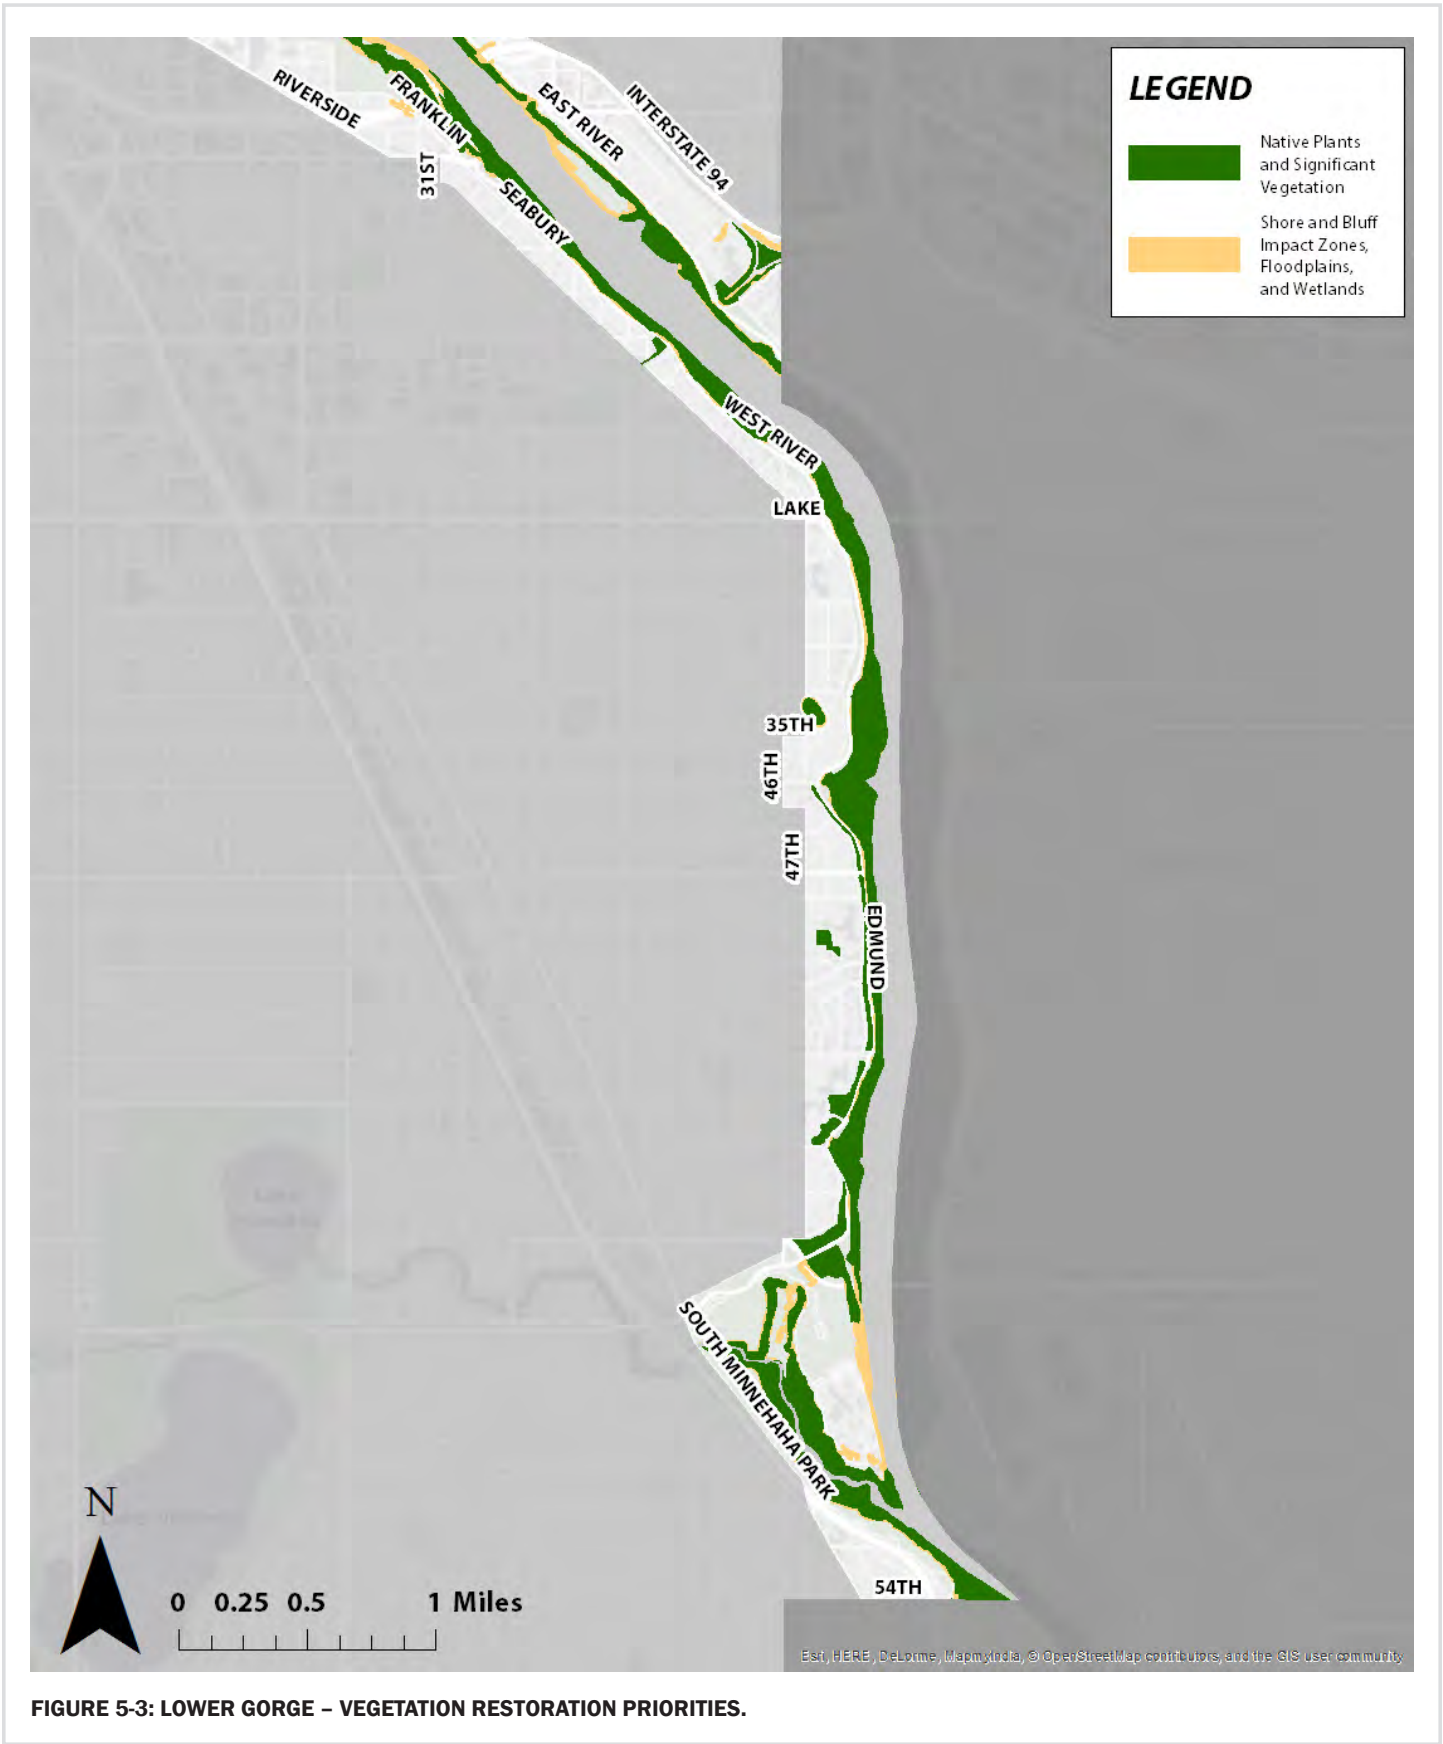 LEGEND
Native Plants
and Significant
Vegetation
Shore and Bluff
Impact Zones,
Floodplains,
and Wetlands
RIVERSIDE
FRANKLIN
31ST
SEABURY
EAST RIVER
INTERSTATE 94
WEST RIVER
LAKE
35TH
46TH
47TH
EDMUND
SOUTH MINNEHAHA PARK
54TH
N
0 0.25 0.5 1 Miles
Esri, HERE, DeLorme, MapmyIndia, © OpenStreetMap contributors, and the GIS user community
FIGURE 5-3: LOWER GORGE – VEGETATION RESTORATION PRIORITIES.